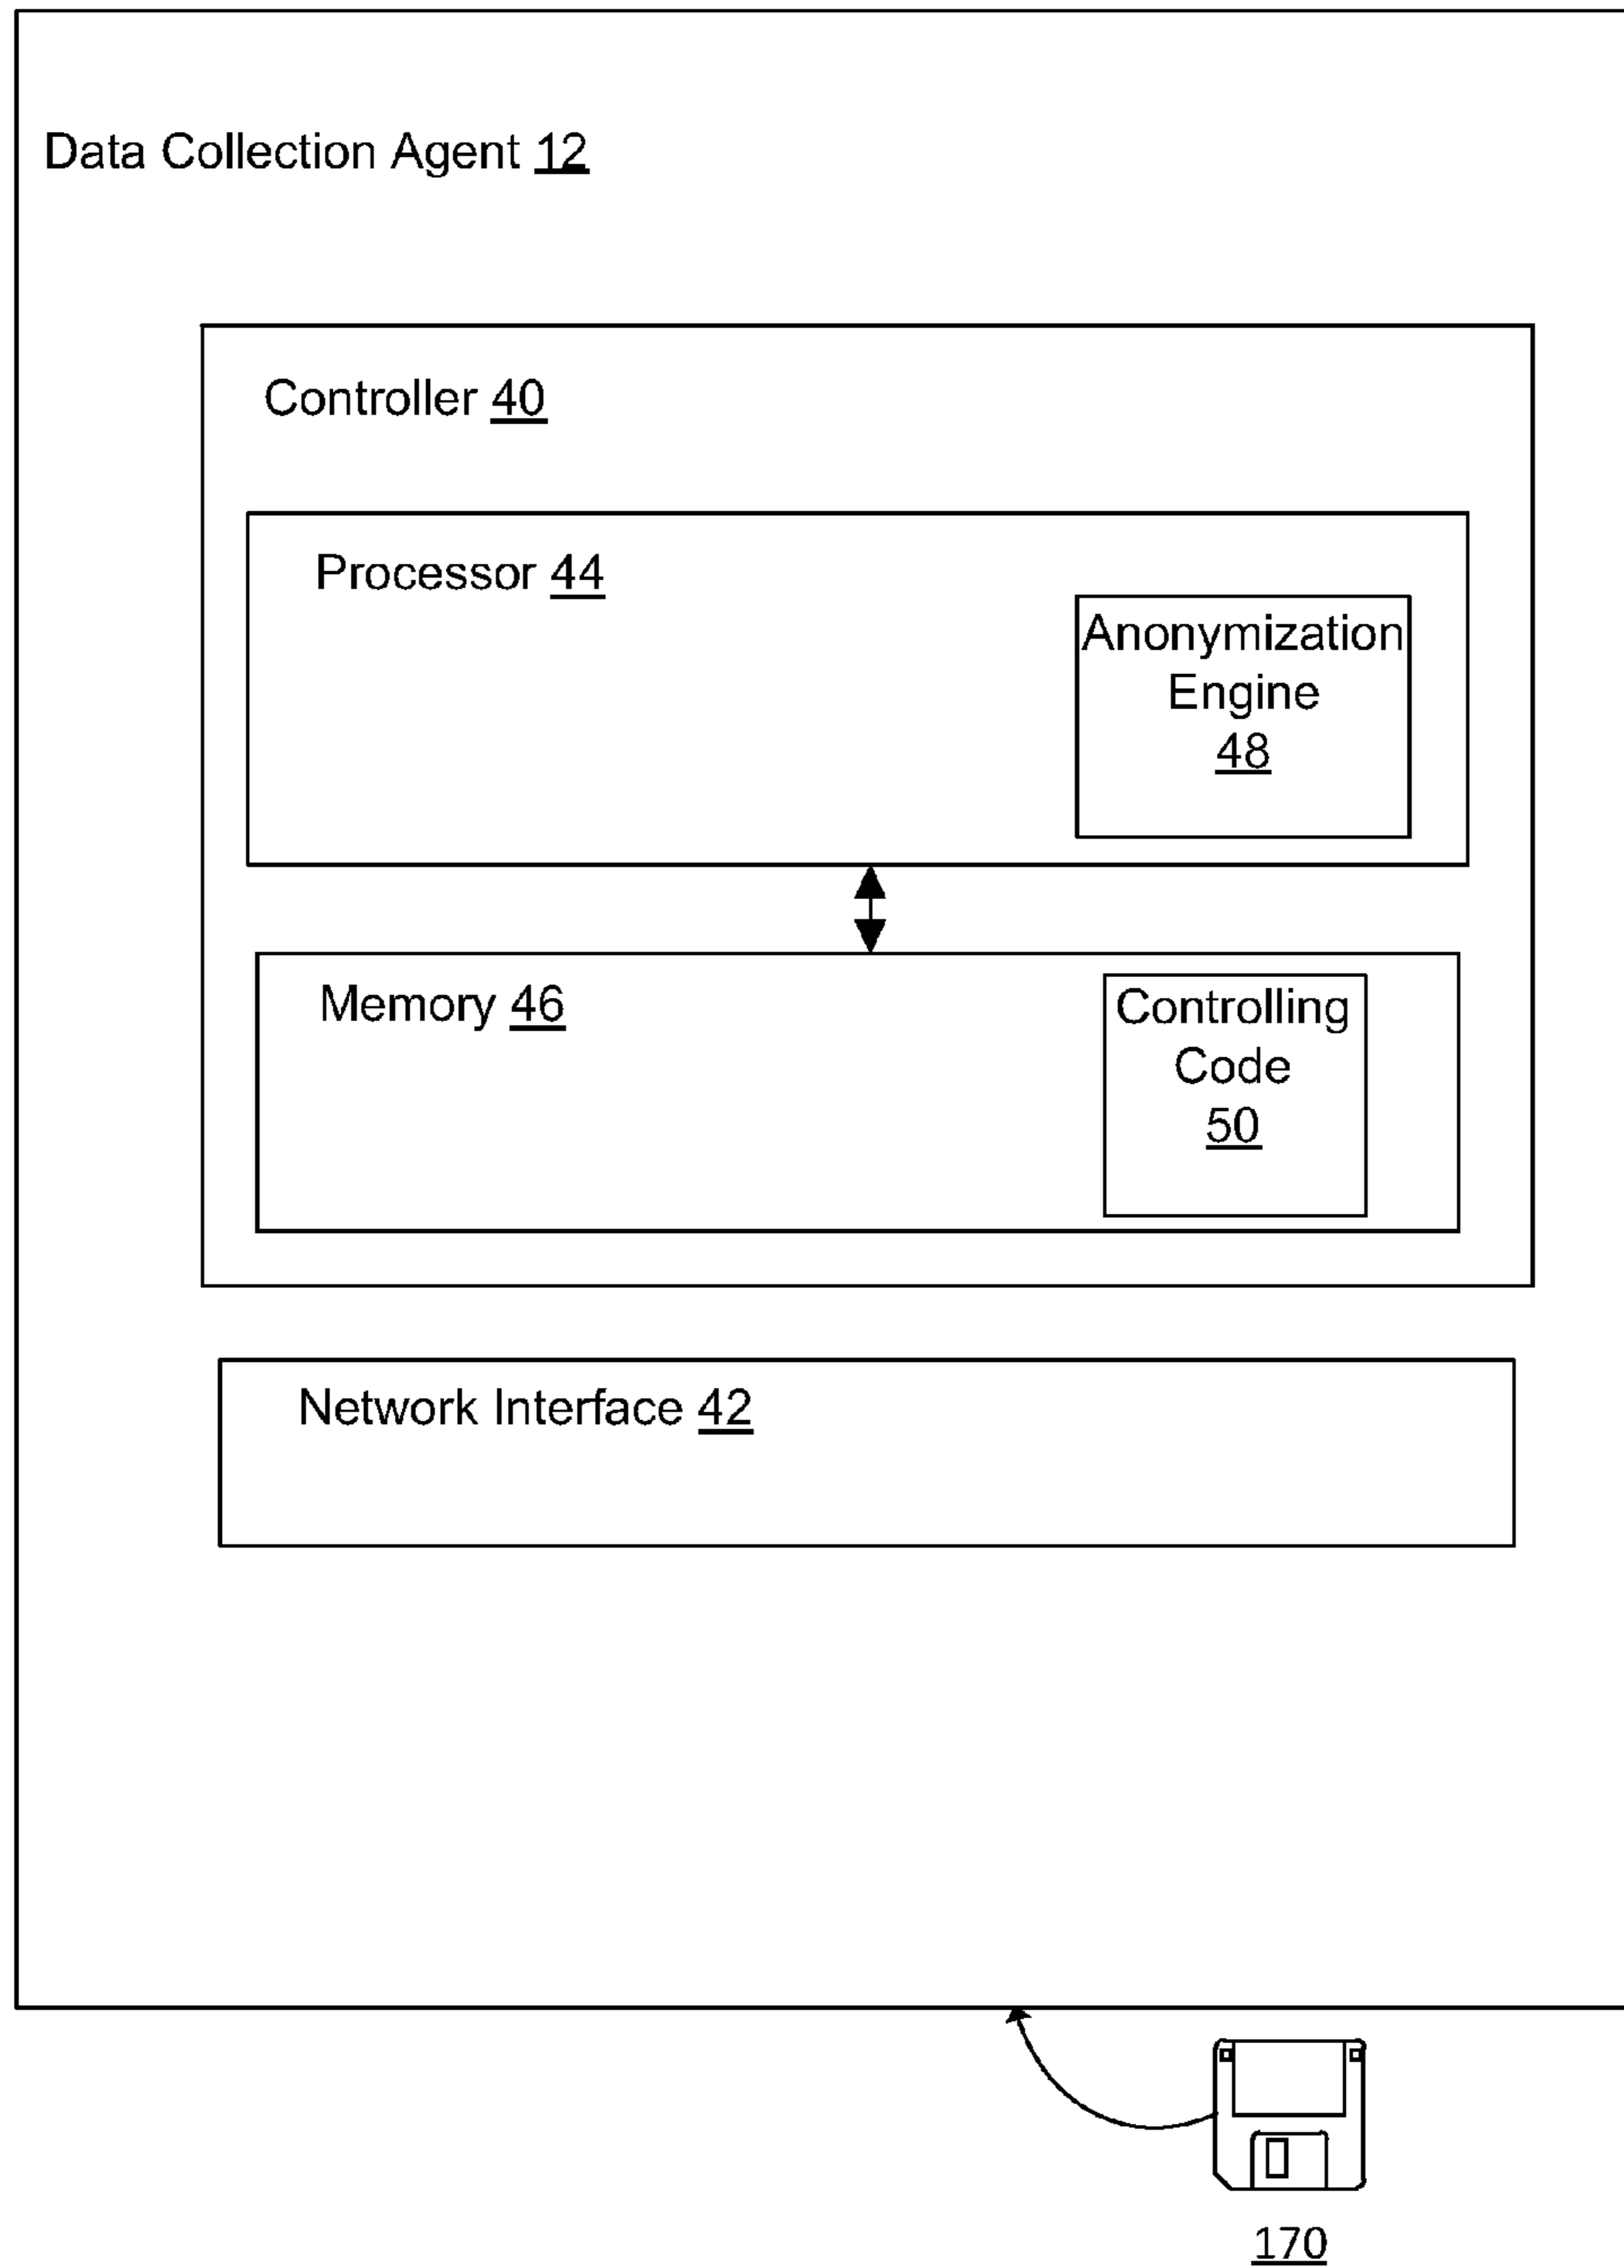 Data Collection Agent 12
Controller 40
Processor 44
Anonymization
Engine
48
Memory 46
Controlling
Code
50
Network Interface 42
170